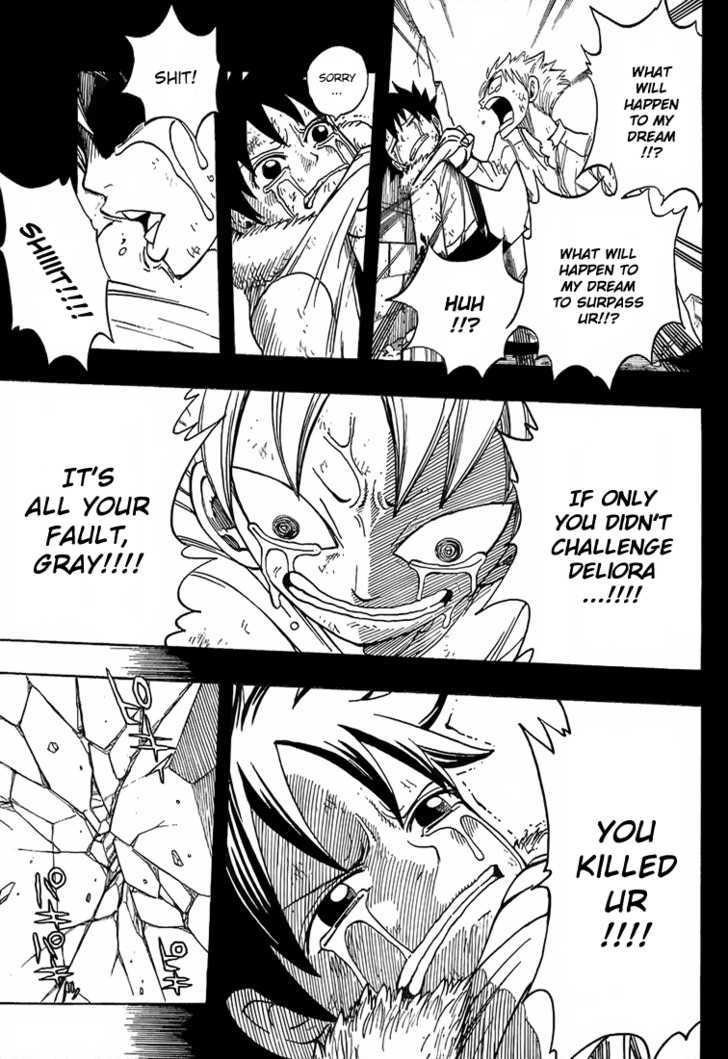 WHAT
WILL
HAPPEN
TO MY
DREAM
!!?
WHAT WILL
HAPPEN TO
MY DREAM
TO SURPASS
UR!!?
HUH
!!?
SORRY
...
SHIT!
SHIIIIT!!!!
IF ONLY
YOU DIDN'T
CHALLENGE
DELIORA
...!!!!
IT'S
ALL YOUR
FAULT,
GRAY!!!!
YOU
KILLED
UR
!!!!